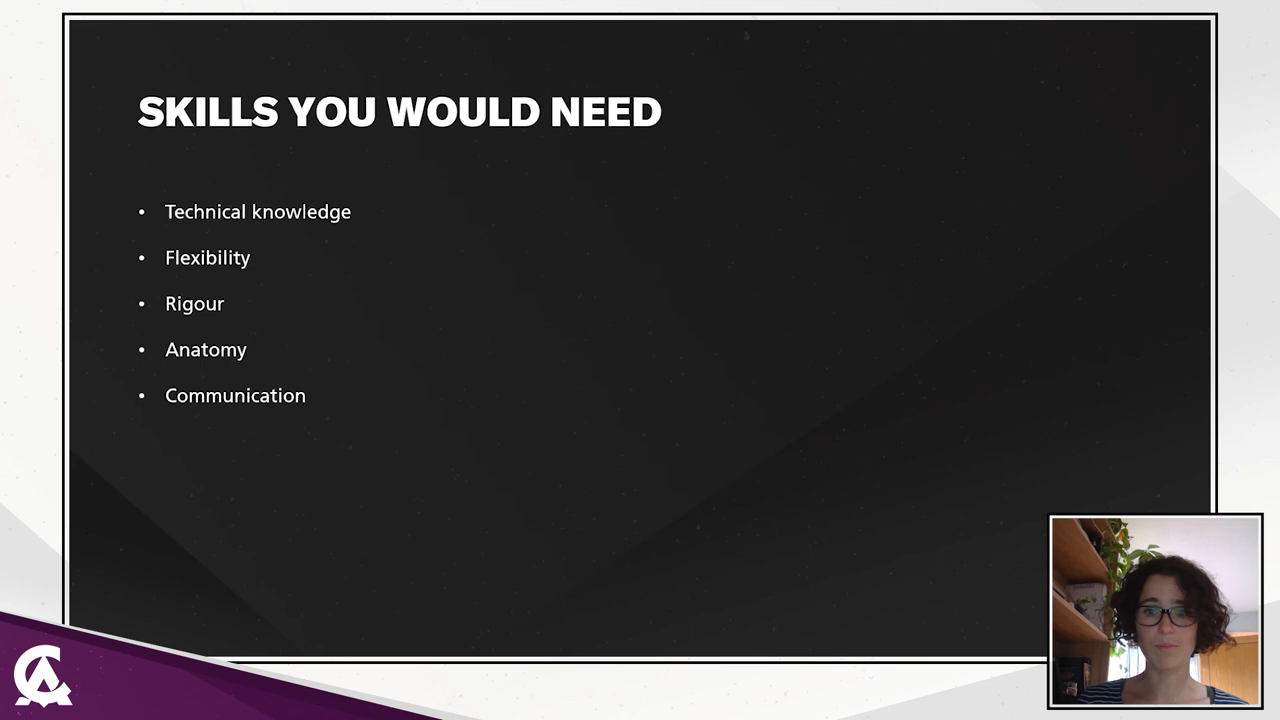 SKILLS YOU WOULD NEED
• Technical knowledge
• Flexibility
• Rigour
• Anatomy
• Communication